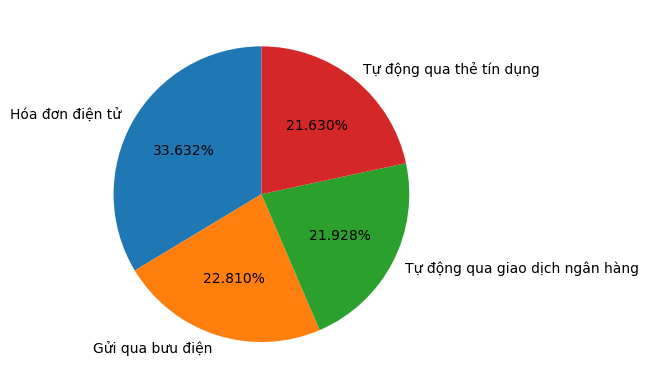 Tự động qua thẻ tín dụng
Hóa đơn điện tử
21.630%
33.632%
21.928%
Tự động qua giao dịch ngân hàng
22.810%
Gửi qua bưu điện